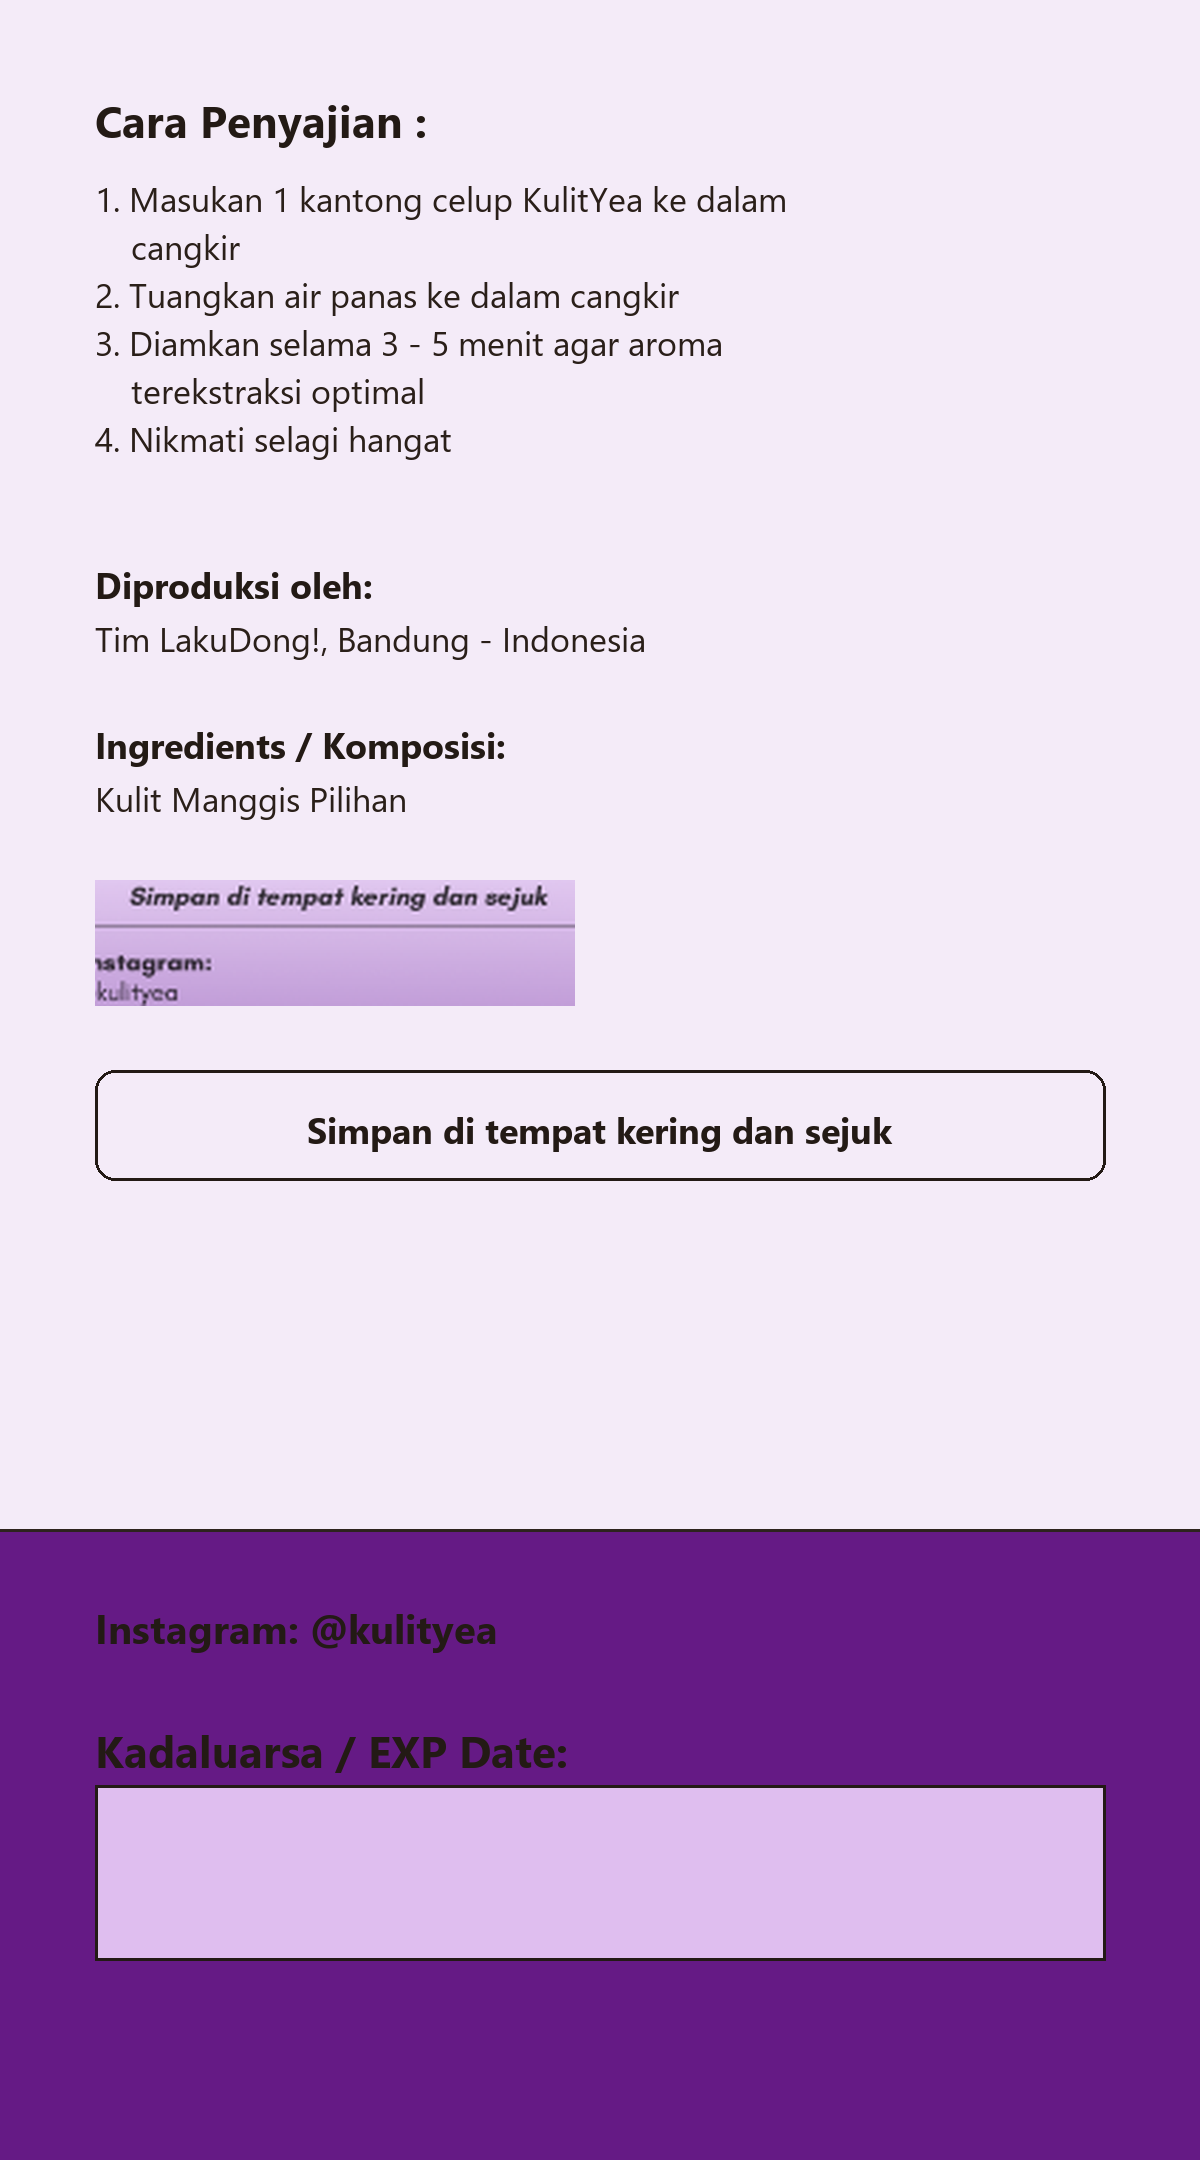 Cara Penyajian :
1. Masukan 1 kantong celup KulitYea ke dalam
cangkir
2. Tuangkan air panas ke dalam cangkir
3. Diamkan selama 3 - 5 menit agar aroma
terekstraksi optimal
4. Nikmati selagi hangat
Diproduksi oleh:
Tim LakuDong!, Bandung - Indonesia
Ingredients / Komposisi:
Kulit Manggis Pilihan
Simpan di tempat kering dan sejuk
nstagram:
kulityea
Simpan di tempat kering dan sejuk
Instagram: @kulityea
Kadaluarsa / EXP Date: